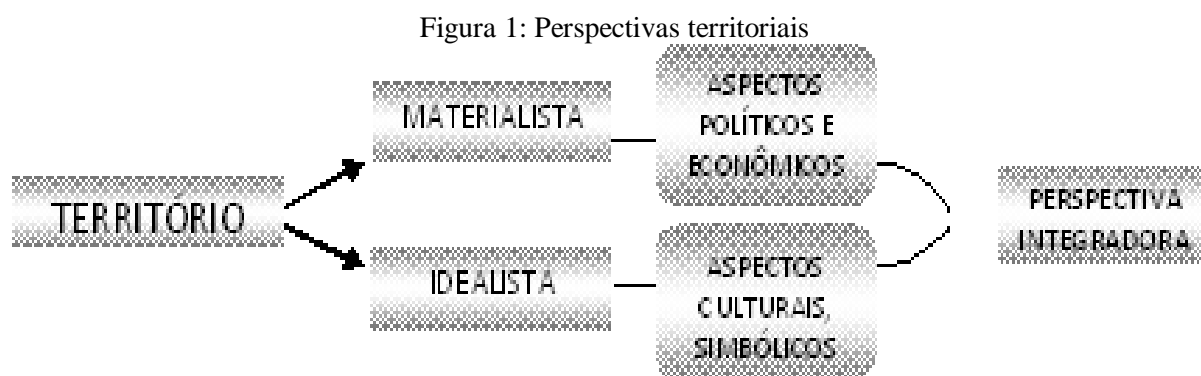 Figura 1: Perspectivas territoriais
TERRITÓRIO
MATERIALISTA
ASPECTOS
POLÍTICOS E
ECONÔMICOS
IDEALISTA
ASPECTOS
CULTURAIS,
SIMBÓLICOS
PERSPECTIVA
INTEGRADORA